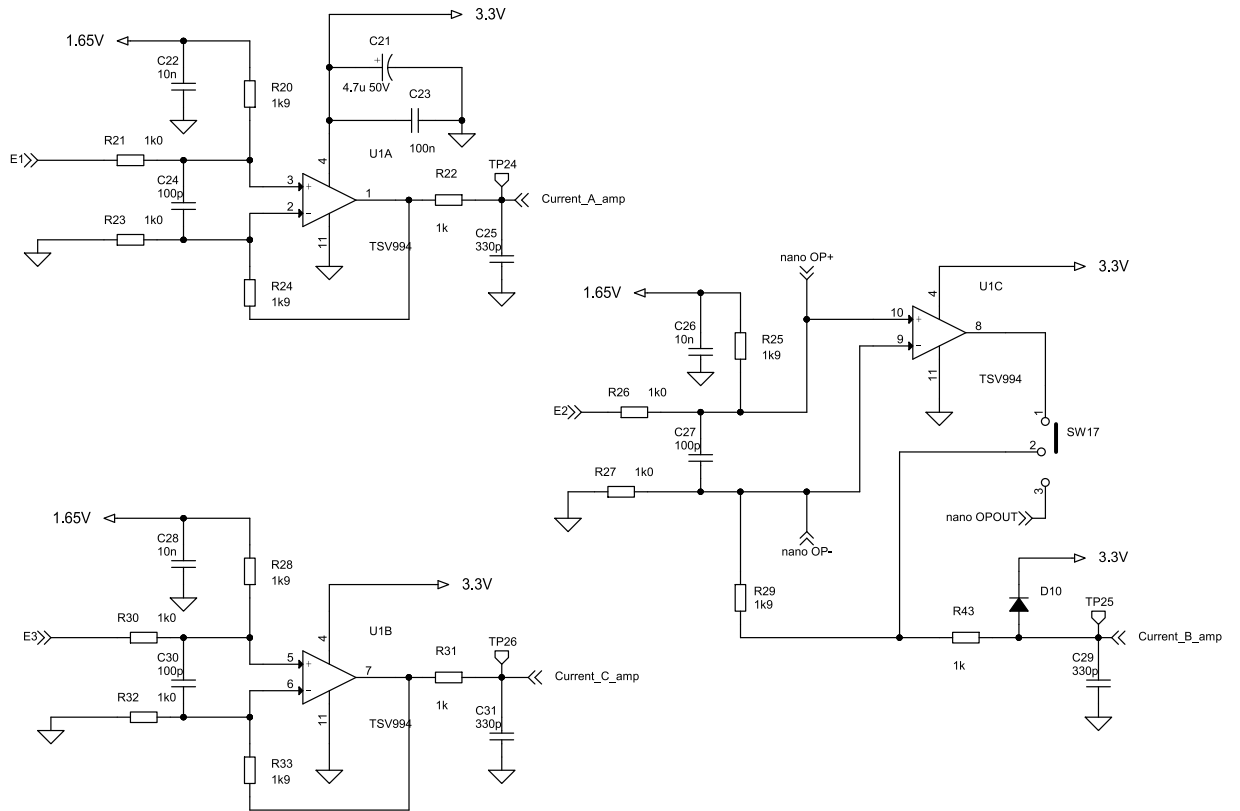 3.3V
1.65V
C21
4.7u 50V
C22
10n
R20
1k9
C23
100n
R21 1k0
E1
U1A
4
C24
100p
3
+
-
2
1
11
TSV994
R22
1k
TP24
Current_A_amp
C25
330p
R23 1k0
R24
1k9
nano OP+
3.3V
1.65V
U1C
4
C26
10n
R25
1k9
10
+
9
-
8
11
TSV994
R26 1k0
E2
C27
100p
1
2
SW17
3
R27 1k0
nano OPOUT
nano OP-
3.3V
R29
1k9
D10
R43
1k
TP25
Current_B_amp
C29
330p
1.65V
C28
10n
R28
1k9
3.3V
R30 1k0
E3
U1B
4
C30
100p
5
+
6
-
7
11
TSV994
R31
1k
TP26
Current_C_amp
C31
330p
R32 1k0
R33
1k9